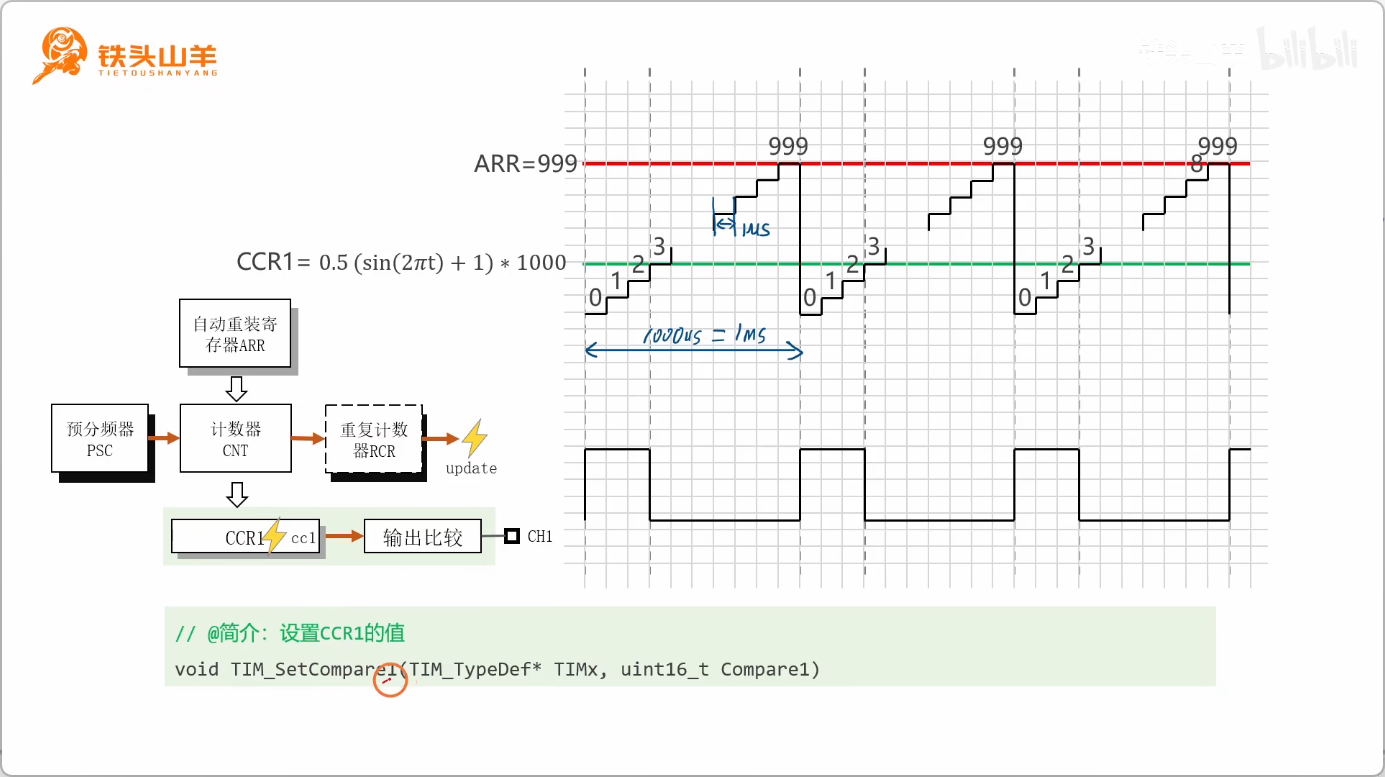 铁头山羊
TIETOUSHANYANG
bilibili
999 999 999
ARR=999
8
1us
CCR1= 0.5 (sin(2πt) + 1) ∗ 1000
0 1 2 3 0 1 2 3 0 1 2 3
1000us = 1ms
自动重装寄
存器ARR
预分频器
PSC
计数器
CNT
重复计数
器RCR
update
CCR1
cc1
输出比较
CH1
// @简介：设置CCR1的值
void TIM_SetCompare1(TIM_TypeDef* TIMx, uint16_t Compare1)